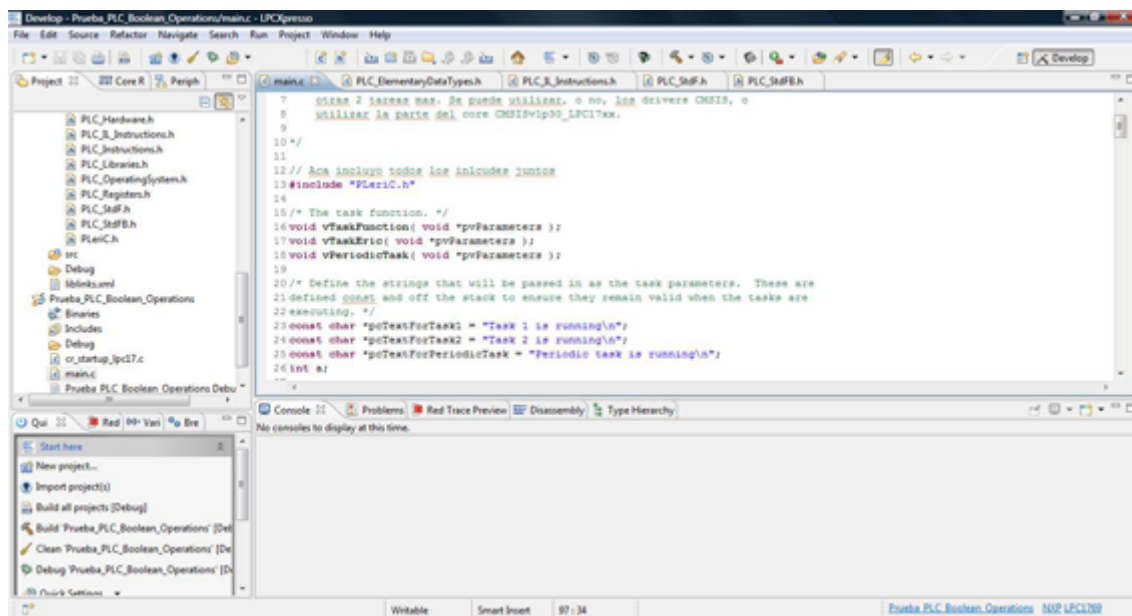 Develop - Prueba_PLC_Boolean_Operations/main.c - LPCXpresso
File Edit Source Refactor Navigate Search Run Project Window Help
Develop
Project Core R Periph
PLC_Hardware.h
PLC_IL_Instructions.h
PLC_Instructions.h
PLC_Libraries.h
PLC_OperatingSystem.h
PLC_Registers.h
PLC_StdF.h
PLC_StdFB.h
PLeriC.h
src
Debug
liblinks.xml
Prueba_PLC_Boolean_Operations
Binaries
Includes
Debug
cr_startup_lpc17.c
main.c
Prueba PLC Boolean Operations Debu
main.c PLC_ElementaryDataTypes.h PLC_IL_Instructions.h PLC_StdF.h PLC_StdFB.h
7 otras 2 tareas mas. Se puede utilizar, o no, los drivers CMSIS, o
8 utilizar la parte del core CMSISv1p30_LPC17xx.
9
10 */
11
12 // Aca incluyo todos los inlcudes juntos
13 #include "PLeriC.h"
14
15 /* The task function. */
16 void vTaskFunction( void *pvParameters );
17 void vTaskEric( void *pvParameters );
18 void vPeriodicTask( void *pvParameters );
19
20 /* Define the strings that will be passed in as the task parameters. These are
21 defined const and off the stack to ensure they remain valid when the tasks are
22 executing. */
23 const char *pcTextForTask1 = "Task 1 is running\n";
24 const char *pcTextForTask2 = "Task 2 is running\n";
25 const char *pcTextForPeriodicTask = "Periodic task is running\n";
26 int a;
Qui Red Vari Bre
Start here
New project...
Import project(s)
Build all projects [Debug]
Build 'Prueba_PLC_Boolean_Operations' [Det
Clean 'Prueba_PLC_Boolean_Operations' [De
Debug 'Prueba_PLC_Boolean_Operations' [D
Quick Settings
Console Problems Red Trace Preview Disassembly Type Hierarchy
No consoles to display at this time.
Writable Smart Insert 97 : 34 Prueba PLC Boolean Operations NXP LPC1769